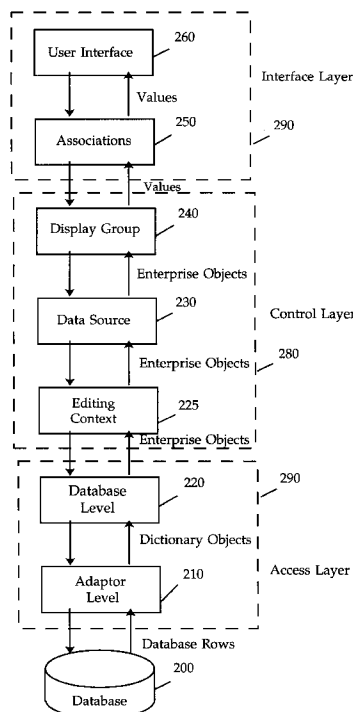 260
User Interface
Interface Layer
Values
250
290
Associations
Values
240
Display Group
Enterprise Objects
230
Data Source
Control Layer
280
Enterprise Objects
225
Editing
Context
Enterprise Objects
220
290
Database
Level
Dictionary Objects
210
Access Layer
Adaptor
Level
Database Rows
200
Database